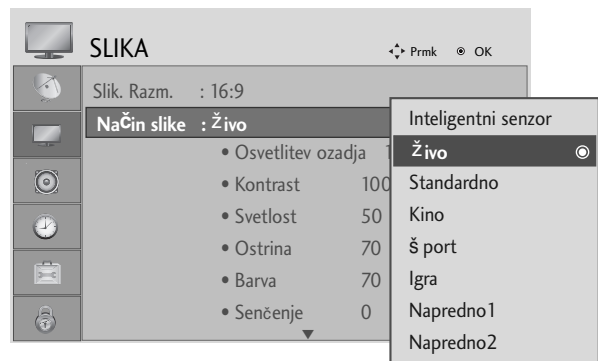 SLIKA
Prmk OK
Slik. Razm. : 16:9
Način slike : Živo
• Osvetlitev ozadja 1
• Kontrast 100
• Svetlost 50
• Ostrina 70
• Barva 70
• Senčenje 0
Inteligentni senzor
Živo
Standardno
Kino
š port
Igra
Napredno1
Napredno2